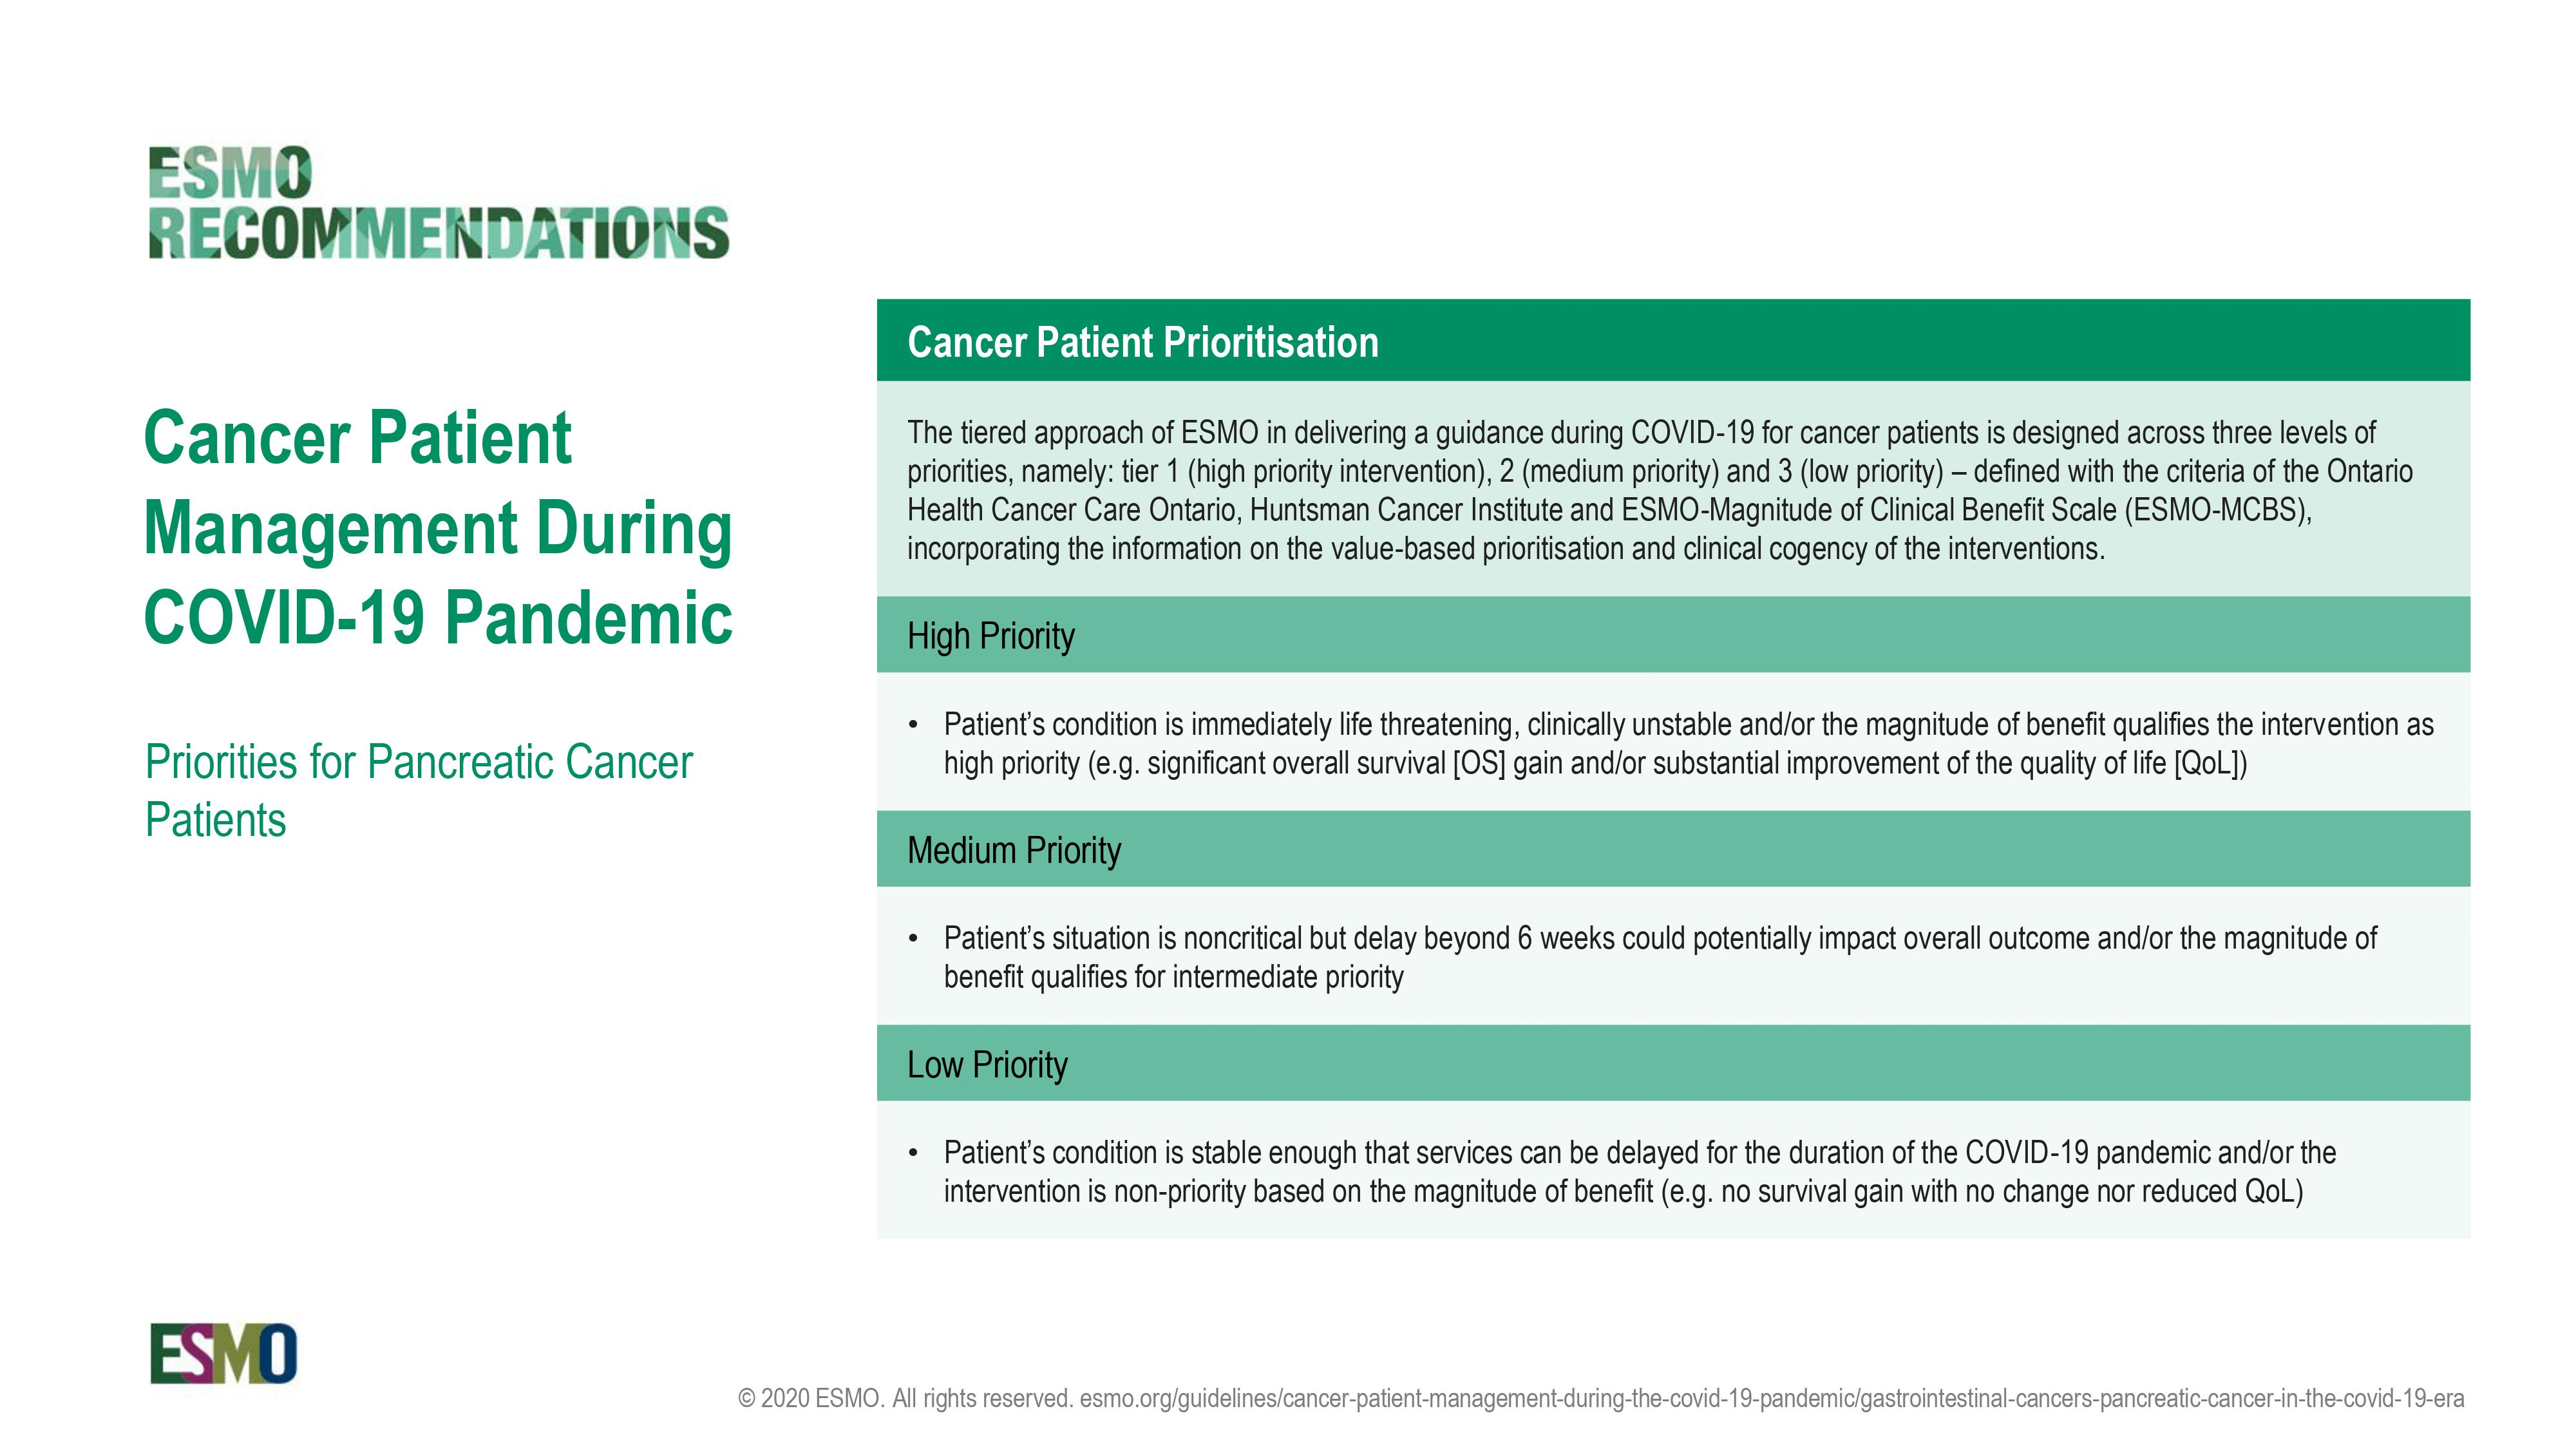 ESMO
RECOMMENDATIONS
Cancer Patient
Management During
COVID-19 Pandemic
Priorities for Pancreatic Cancer
Patients
Cancer Patient Prioritisation
The tiered approach of ESMO in delivering a guidance during COVID-19 for cancer patients is designed across three levels of
priorities, namely: tier 1 (high priority intervention), 2 (medium priority) and 3 (low priority) – defined with the criteria of the Ontario
Health Cancer Care Ontario, Huntsman Cancer Institute and ESMO-Magnitude of Clinical Benefit Scale (ESMO-MCBS),
incorporating the information on the value-based prioritisation and clinical cogency of the interventions.
High Priority
• Patient’s condition is immediately life threatening, clinically unstable and/or the magnitude of benefit qualifies the intervention as
high priority (e.g. significant overall survival [OS] gain and/or substantial improvement of the quality of life [QoL])
Medium Priority
• Patient’s situation is noncritical but delay beyond 6 weeks could potentially impact overall outcome and/or the magnitude of
benefit qualifies for intermediate priority
Low Priority
• Patient’s condition is stable enough that services can be delayed for the duration of the COVID-19 pandemic and/or the
intervention is non-priority based on the magnitude of benefit (e.g. no survival gain with no change nor reduced QoL)
ESMO
© 2020 ESMO. All rights reserved. esmo.org/guidelines/cancer-patient-management-during-the-covid-19-pandemic/gastrointestinal-cancers-pancreatic-cancer-in-the-covid-19-era